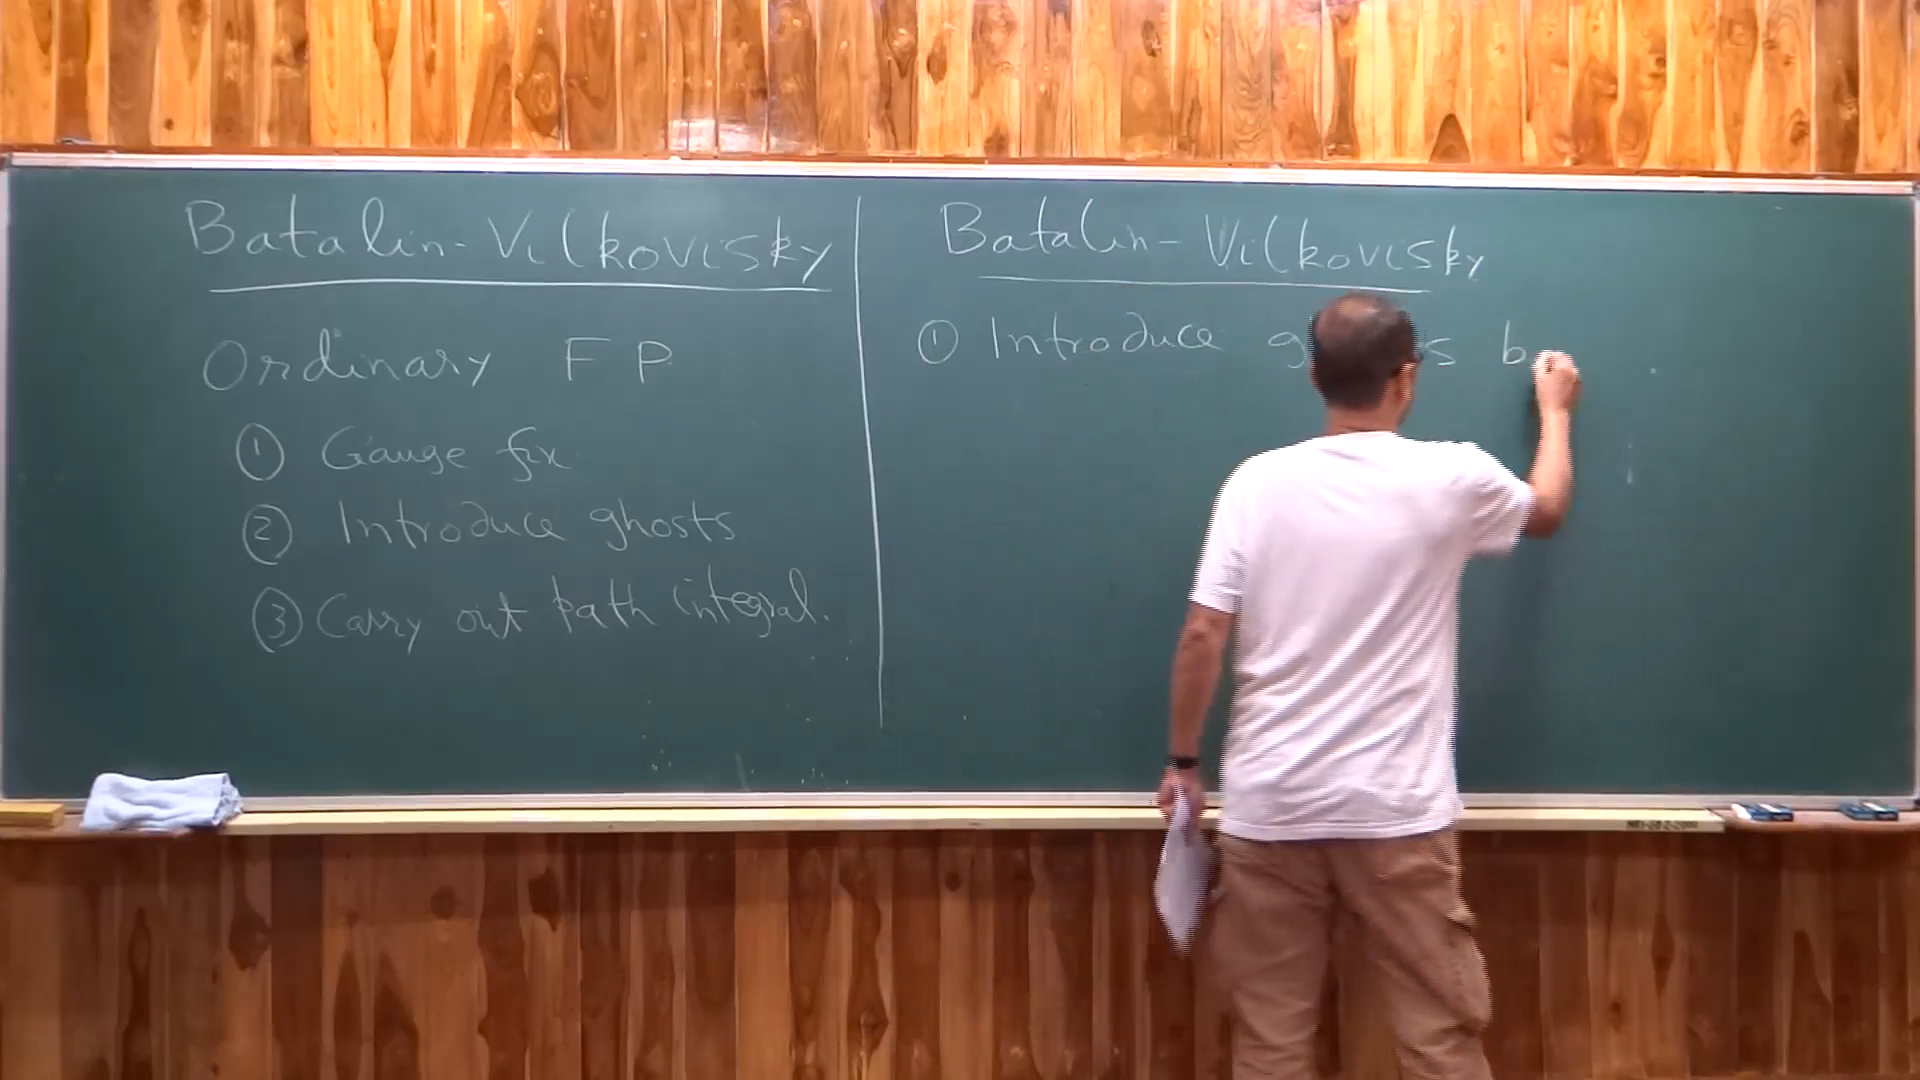 Batalin-Vilkovisky
Ordinary FP
① Gauge fix
② Introduce ghosts
③ Carry out path integral.
Batalin-Vilkovisky
① Introduce